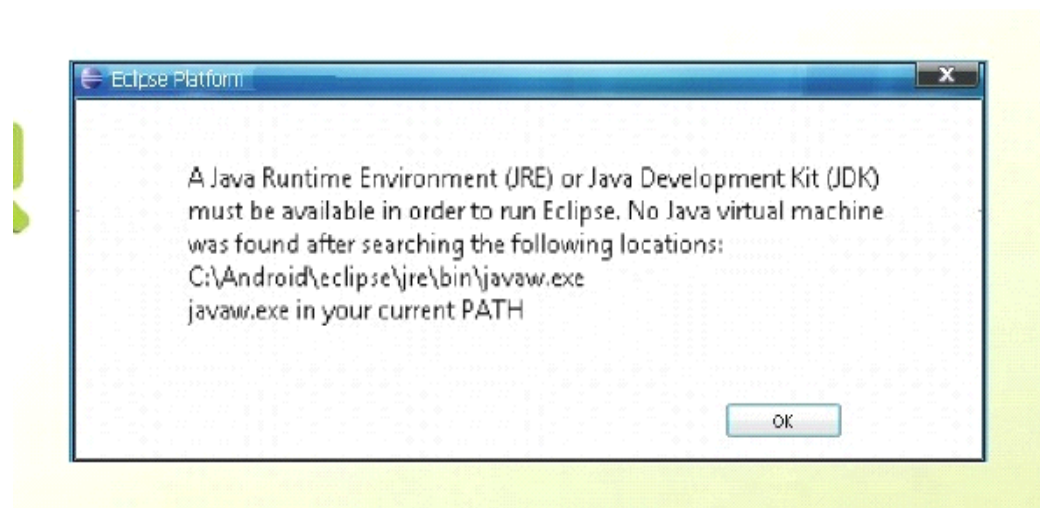 Eclipse Platform
A Java Runtime Environment (JRE) or Java Development Kit (JDK)
must be available in order to run Eclipse. No Java virtual machine
was found after searching the following locations:
C:\Android\eclipse\jre\bin\javaw.exe
javaw.exe in your current PATH
OK